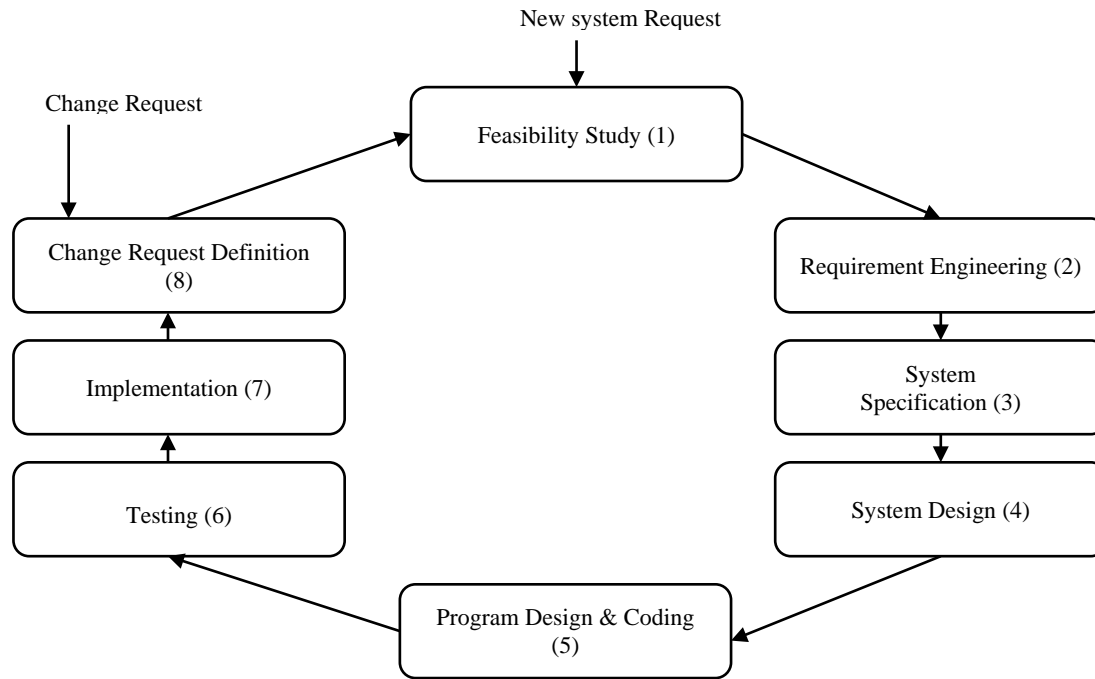 New system Request
Change Request
Feasibility Study (1)
Change Request Definition
(8)
Requirement Engineering (2)
Implementation (7)
System
Specification (3)
Testing (6)
System Design (4)
Program Design & Coding
(5)